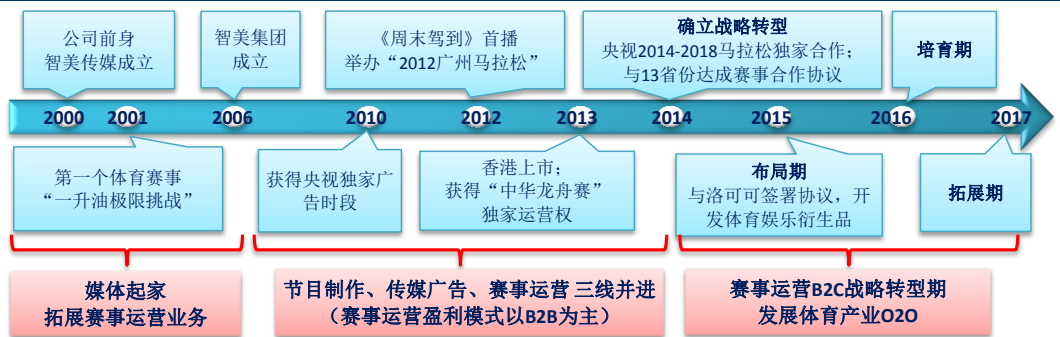 公司前身
智美传媒成立
智美集团
成立
《周末驾到》首播
举办“2012广州马拉松”
确立战略转型
央视2014-2018马拉松独家合作；
与13省份达成赛事合作协议
培育期
2000
2001
2006
2010
2012
2013
2014
2015
2016
2017
第一个体育赛事
“一升油极限挑战”
获得央视独家广
告时段
香港上市；
获得“中华龙舟赛”
独家运营权
布局期
与洛可可签署协议，开
发体育娱乐衍生品
拓展期
媒体起家
拓展赛事运营业务
节目制作、传媒广告、赛事运营 三线并进
（赛事运营盈利模式以B2B为主）
赛事运营B2C战略转型期
发展体育产业O2O